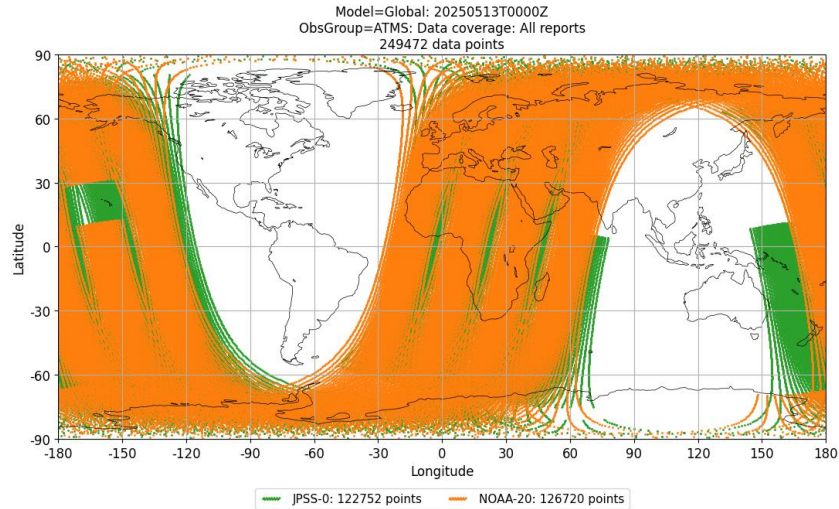 Model=Global: 20250513T0000Z
ObsGroup=ATMS: Data coverage: All reports
249472 data points
90
60
30
0
-30
-60
-90
Latitude
-180 -150 -120 -90 -60 -30 0 30 60 90 120 150 180
Longitude
JPSS-0: 122752 points NOAA-20: 126720 points